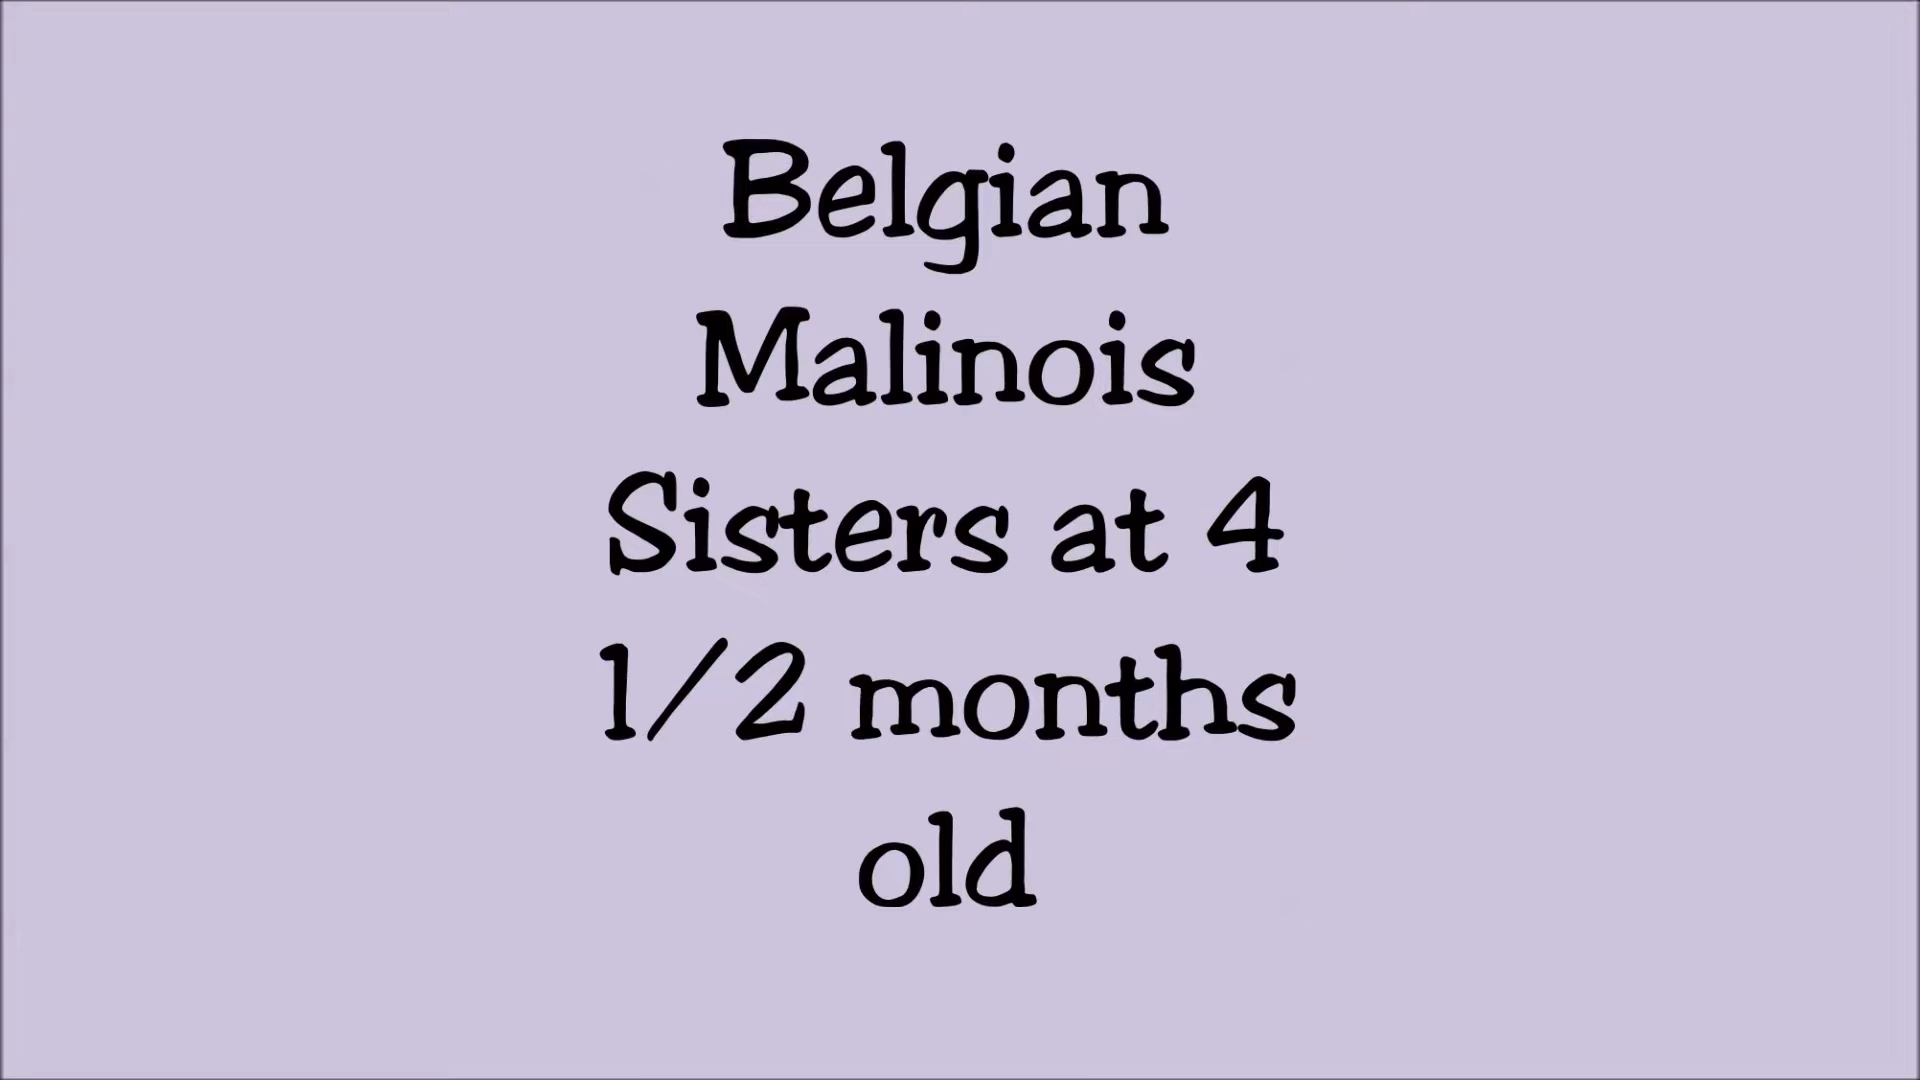 Belgian
Malinois
Sisters at 4
1/2 months
old